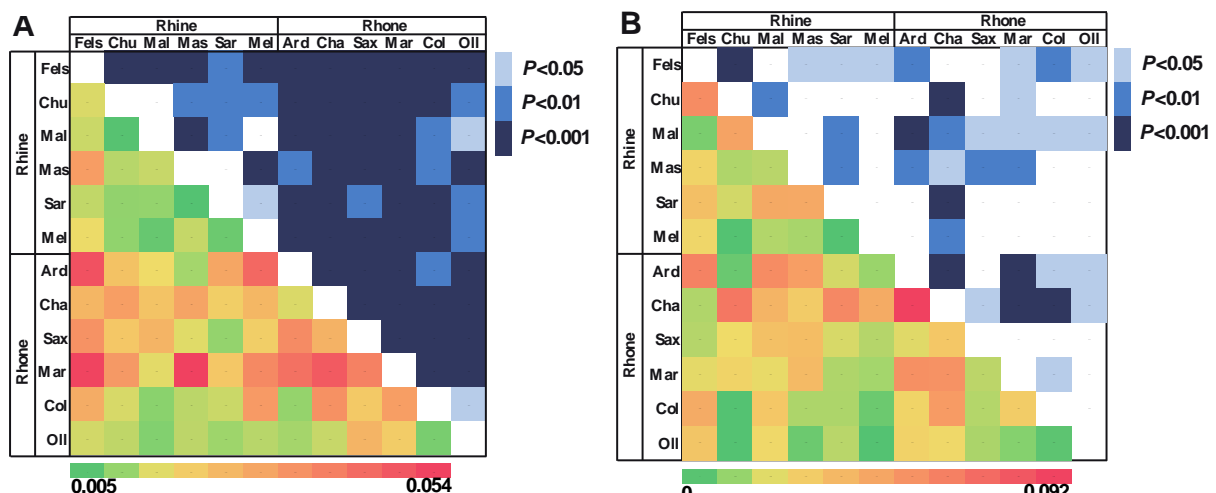 A
Rhine Rhone
Fels Chu Mal Mas Sar Mel Ard Cha Sax Mar Col Oll
Rhine
Fels
Chu
Mal
Mas
Sar
Mel
Rhone
Ard
Cha
Sax
Mar
Col
Oll
P<0.05
P<0.01
P<0.001
0.005 0.054
B
Rhine Rhone
Fels Chu Mal Mas Sar Mel Ard Cha Sax Mar Col Oll
Rhine
Fels
Chu
Mal
Mas
Sar
Mel
Rhone
Ard
Cha
Sax
Mar
Col
Oll
P<0.05
P<0.01
P<0.001
0 0.092